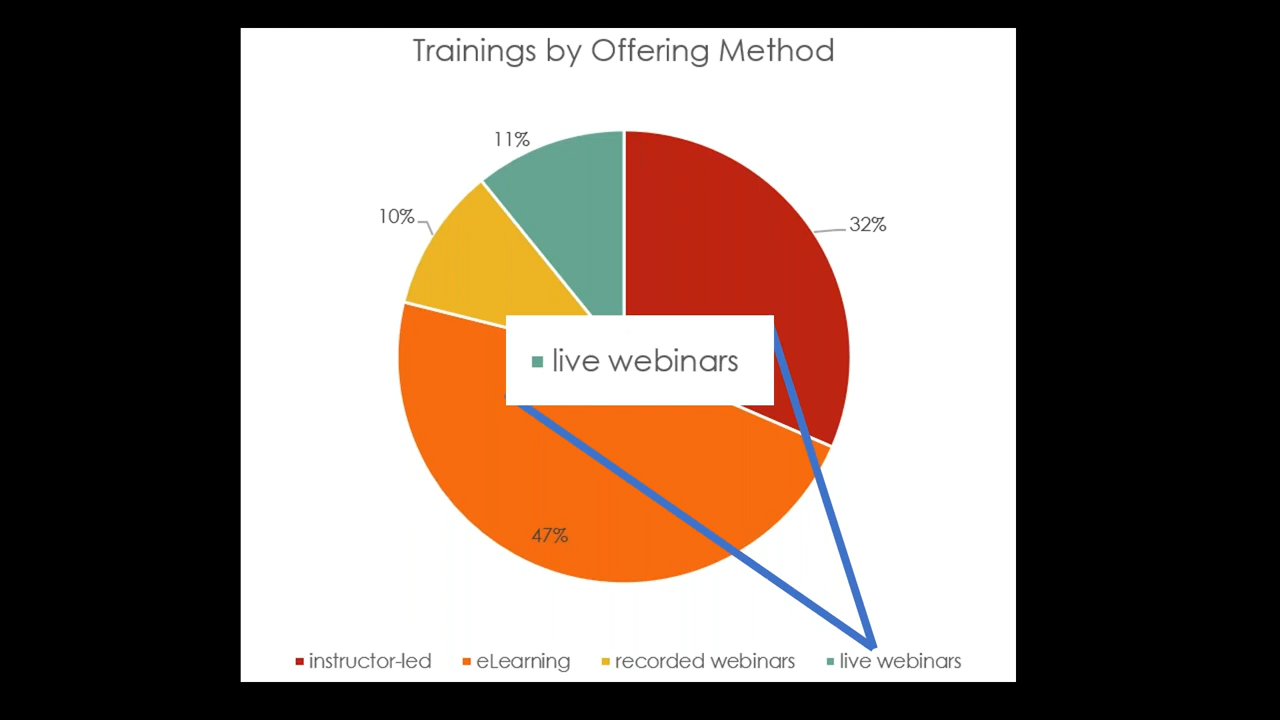 Trainings by Offering Method
11%
10%
32%
live webinars
47%
instructor-led eLearning recorded webinars live webinars